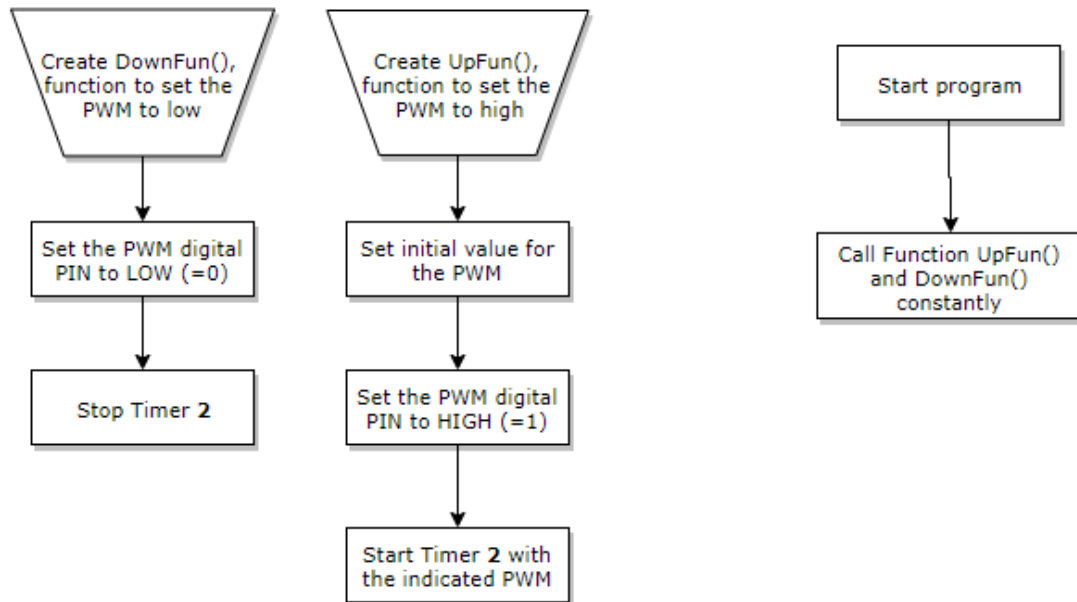 Create DownFun(),
function to set the
PWM to low
Set the PWM digital
PIN to LOW (=0)
Stop Timer 2
Create UpFun(),
function to set the
PWM to high
Set initial value for
the PWM
Set the PWM digital
PIN to HIGH (=1)
Start Timer 2 with
the indicated PWM
Start program
Call Function UpFun()
and DownFun()
constantly